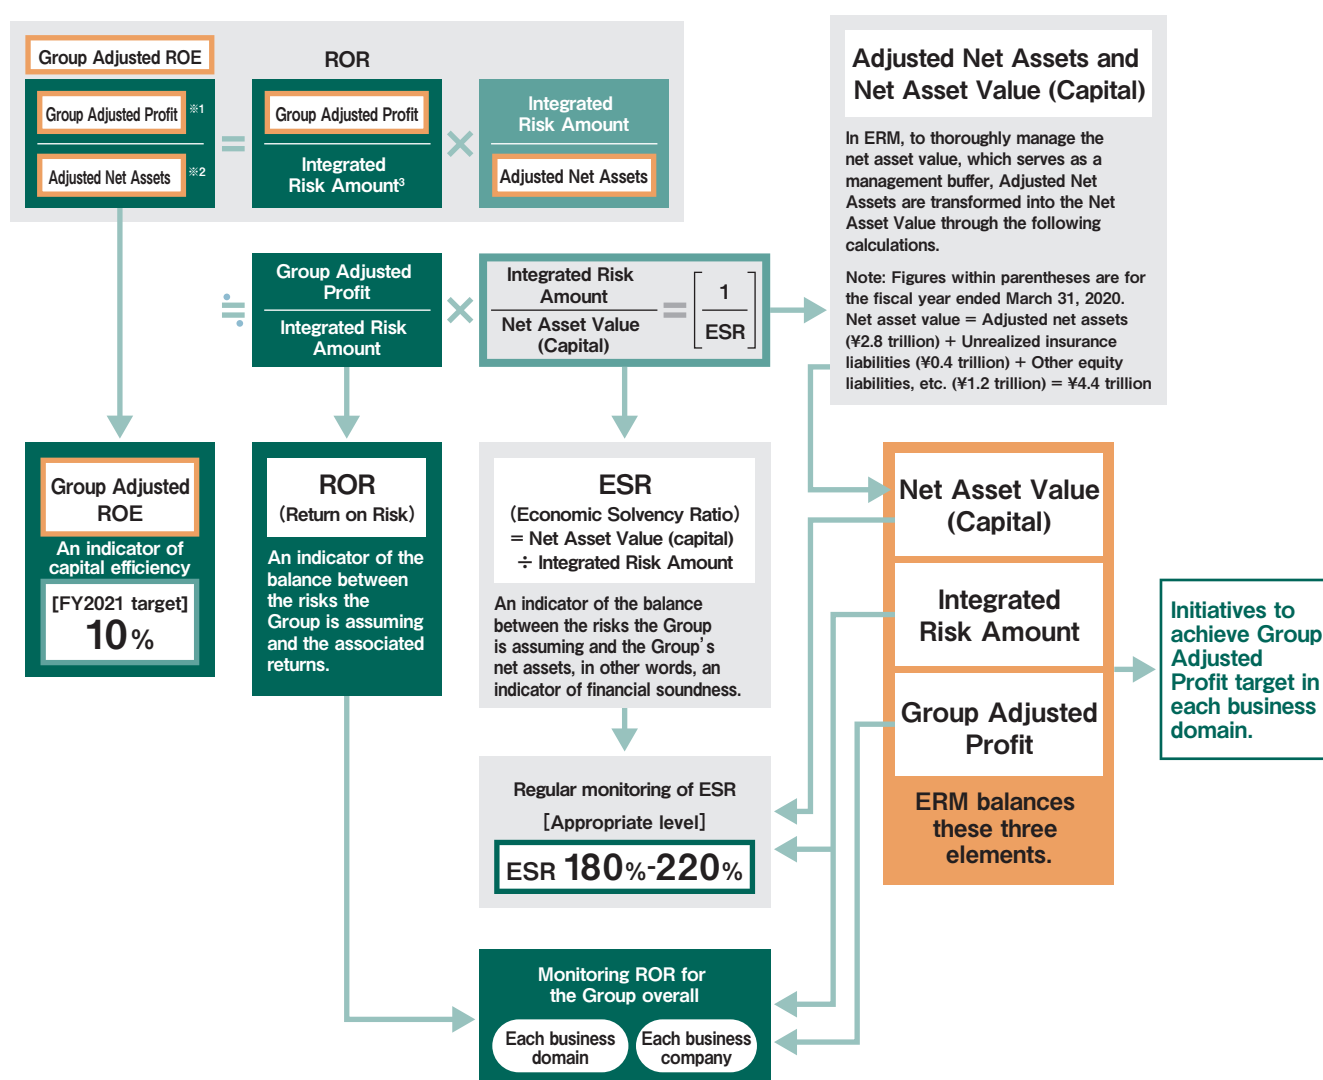 Group Adjusted ROE
ROR
Group Adjusted Profit ※1
Adjusted Net Assets ※2
=
Group Adjusted Profit
Integrated
Risk Amount3
×
Integrated
Risk Amount
Adjusted Net Assets
≒
Group Adjusted
Profit
Integrated Risk
Amount
×
Integrated Risk
Amount
Net Asset Value
(Capital)
=
1
ESR
Adjusted Net Assets and
Net Asset Value (Capital)
In ERM, to thoroughly manage the
net asset value, which serves as a
management buffer, Adjusted Net
Assets are transformed into the Net
Asset Value through the following
calculations.
Note: Figures within parentheses are for
the fiscal year ended March 31, 2020.
Net asset value = Adjusted net assets
(¥2.8 trillion) + Unrealized insurance
liabilities (¥0.4 trillion) + Other equity
liabilities, etc. (¥1.2 trillion) = ¥4.4 trillion
Group Adjusted
ROE
An indicator of
capital efficiency
[FY2021 target]
10%
ROR
(Return on Risk)
An indicator of the
balance between
the risks the
Group is assuming
and the associated
returns.
ESR
(Economic Solvency Ratio)
= Net Asset Value (capital)
÷ Integrated Risk Amount
An indicator of the balance
between the risks the Group
is assuming and the Group's
net assets, in other words, an
indicator of financial soundness.
Regular monitoring of ESR
[Appropriate level]
ESR 180%-220%
Monitoring ROR for
the Group overall
Each business
domain
Each business
company
Net Asset Value
(Capital)
Integrated
Risk Amount
Group Adjusted
Profit
ERM balances
these three
elements.
Initiatives to
achieve Group
Adjusted
Profit target in
each business
domain.